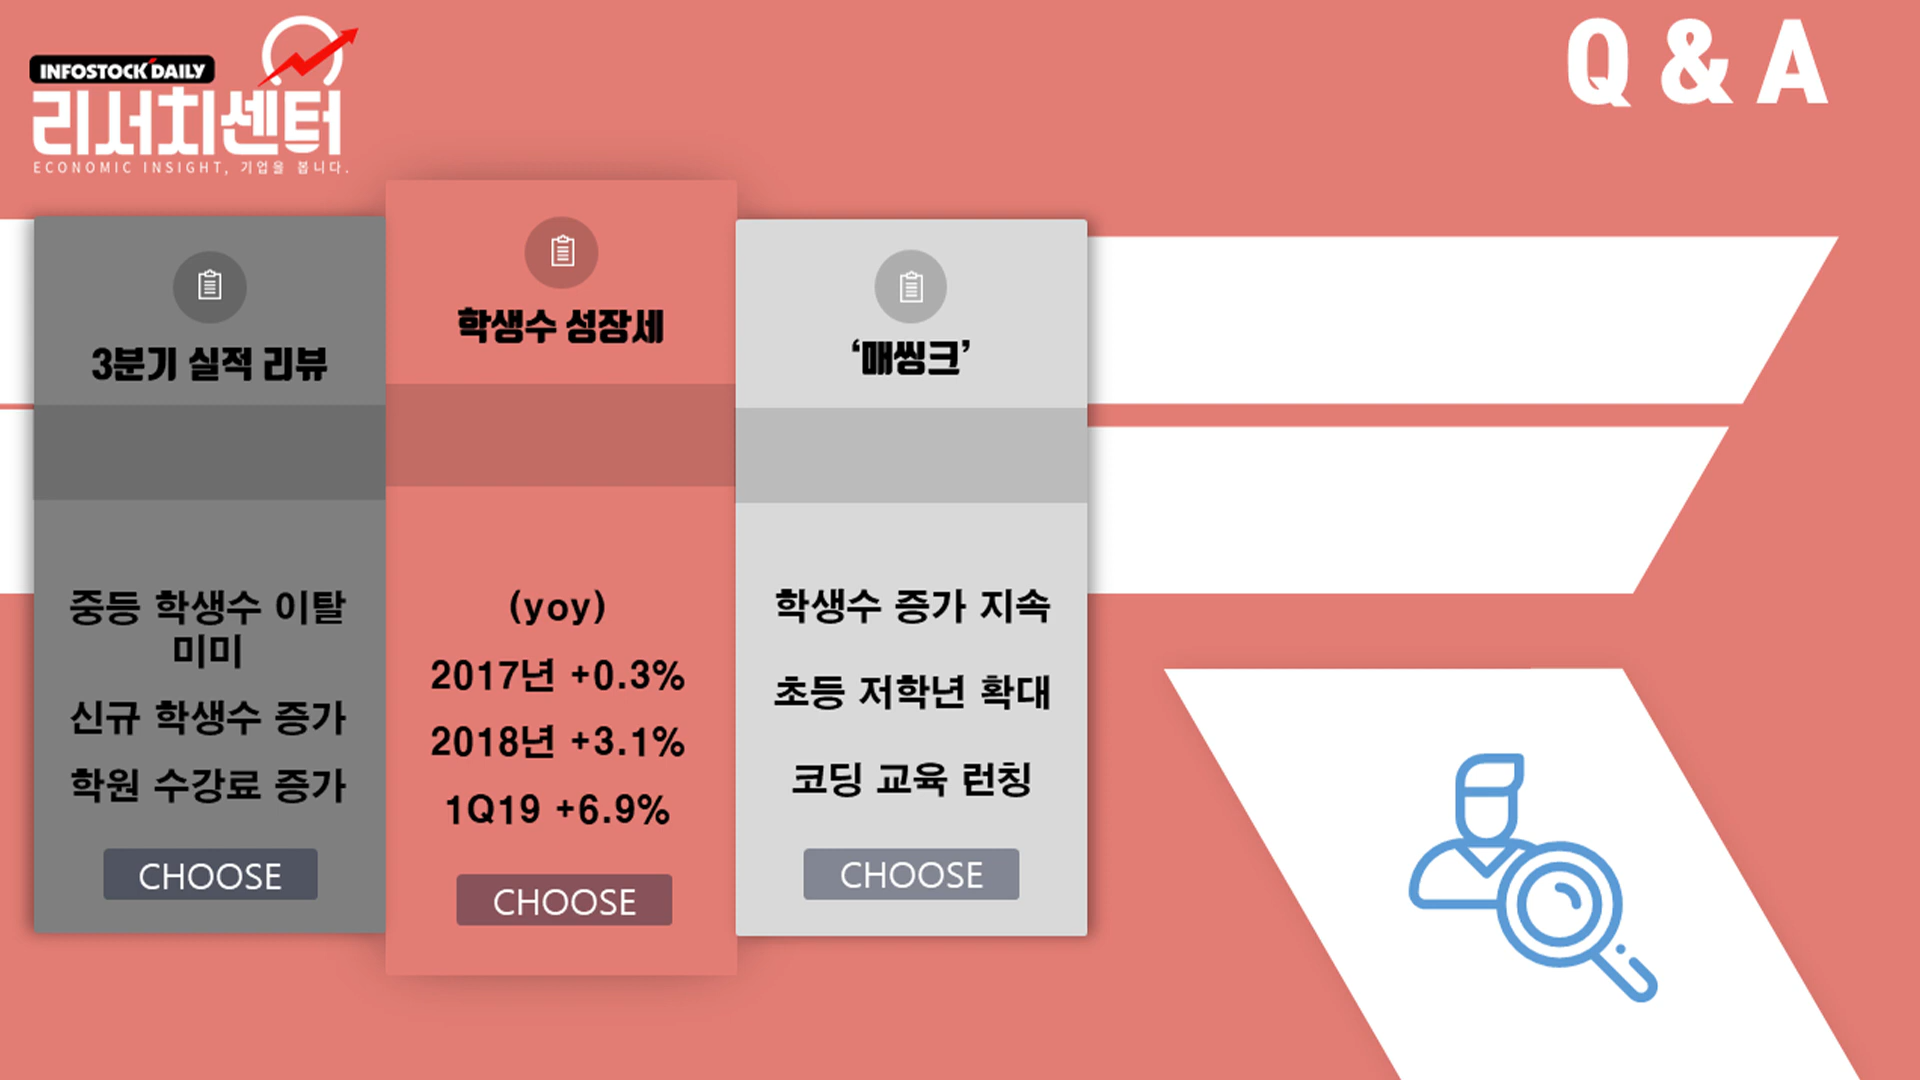 INFOSTOCK DAILY
리서치센터
ECONOMIC INSIGHT, 기업을 봅니다.
Q & A
3분기 실적 리뷰
중등 학생수 이탈
미미
신규 학생수 증가
학원 수강료 증가
CHOOSE
학생수 성장세
(yoy)
2017년 +0.3%
2018년 +3.1%
1Q19 +6.9%
CHOOSE
‘매씽크’
학생수 증가 지속
초등 저학년 확대
코딩 교육 런칭
CHOOSE